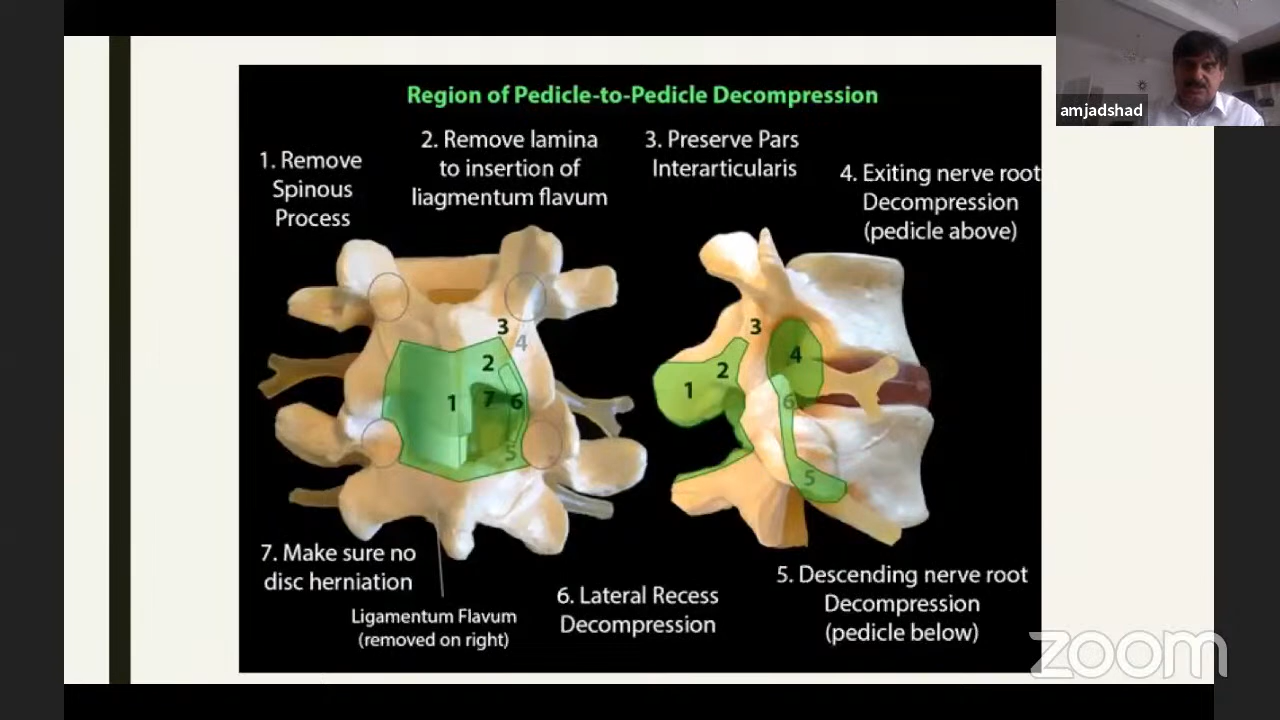 Region of Pedicle-to-Pedicle Decompression
1. Remove
Spinous
Process
2. Remove lamina
to insertion of
liagmentum flavum
3. Preserve Pars
Interarticularis
4. Exiting nerve root
Decompression
(pedicle above)
amjadshad
3
4
2
1
7
6
5
3
4
2
1
6
5
7. Make sure no
disc herniation
Ligamentum Flavum
(removed on right)
6. Lateral Recess
Decompression
5. Descending nerve root
Decompression
(pedicle below)
zoom